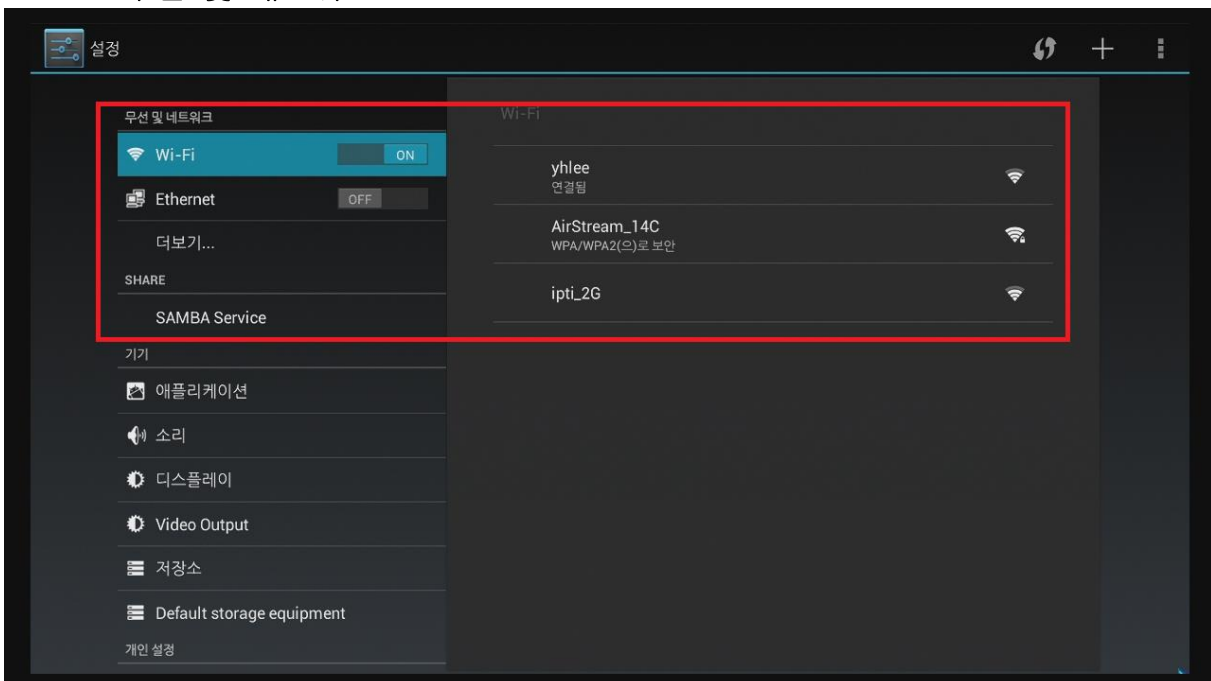 설정
무선 및 네트워크
Wi-Fi
ON
Ethernet
OFF
더보기...
SHARE
SAMBA Service
기기
애플리케이션
소리
디스플레이
Video Output
저장소
Default storage equipment
개인 설정
Wi-Fi
yhlee
연결됨
AirStream_14C
WPA/WPA2(으)로 보안
ipti_2G